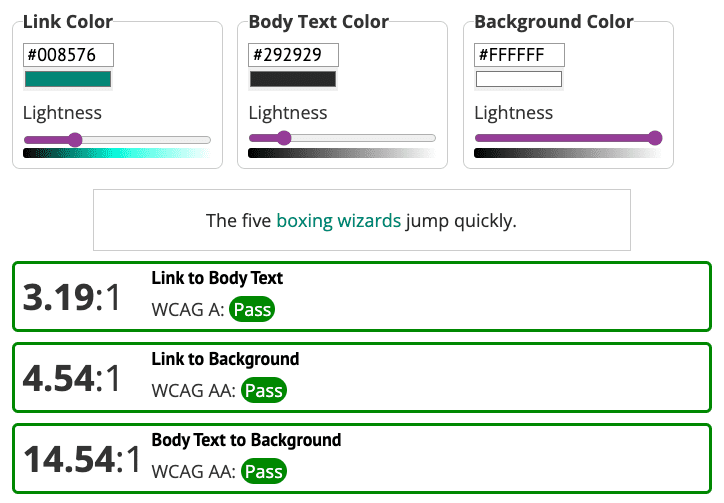 Link Color
#008576
Lightness
Body Text Color
#292929
Lightness
Background Color
#FFFFFF
Lightness
The five boxing wizards jump quickly.
3.19:1
Link to Body Text
WCAG A: Pass
4.54:1
Link to Background
WCAG AA: Pass
14.54:1
Body Text to Background
WCAG AA: Pass